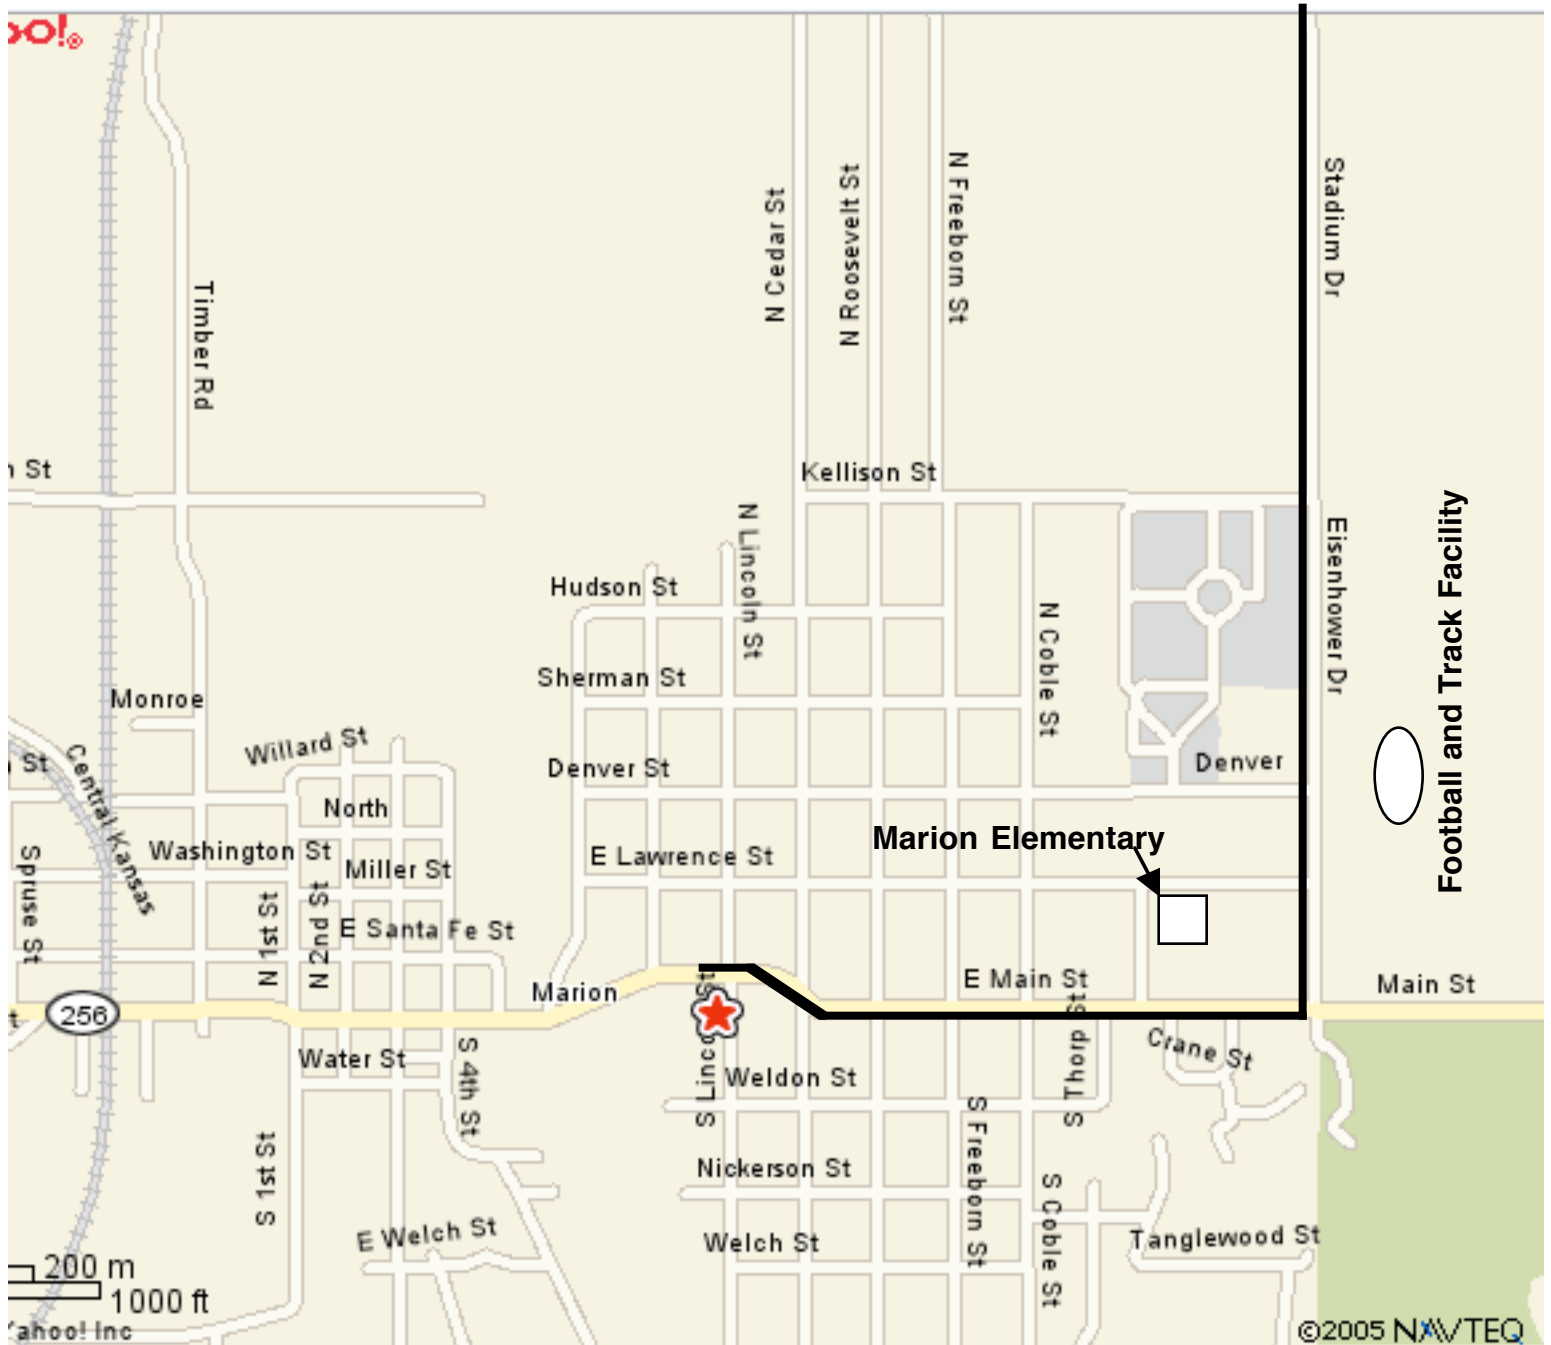 oo!®
N Cedar St
N Roosevelt St
N Freeborn St
Stadium Dr
Timber Rd
St
Kellison St
N Lincoln St
Eisenhower Dr
Football and Track Facility
Hudson St
N Coble St
Sherman St
Monroe
Willard St
Central Kansas
St
Denver St
Denver
North
Marion Elementary
Washington St
Miller St
E Lawrence St
Spruse St
N 1st St
N 2nd St
E Santa Fe St
Marion
E Main St
Main St
256
Water St
S 4th St
S Lincoln St
Weldon St
S Thorp St
Crane St
S 1st St
Nickerson St
S Freeborn St
S Coble St
E Welch St
Welch St
Tanglewood St
200 m
1000 ft
Yahoo! Inc
©2005 NAVTEQ